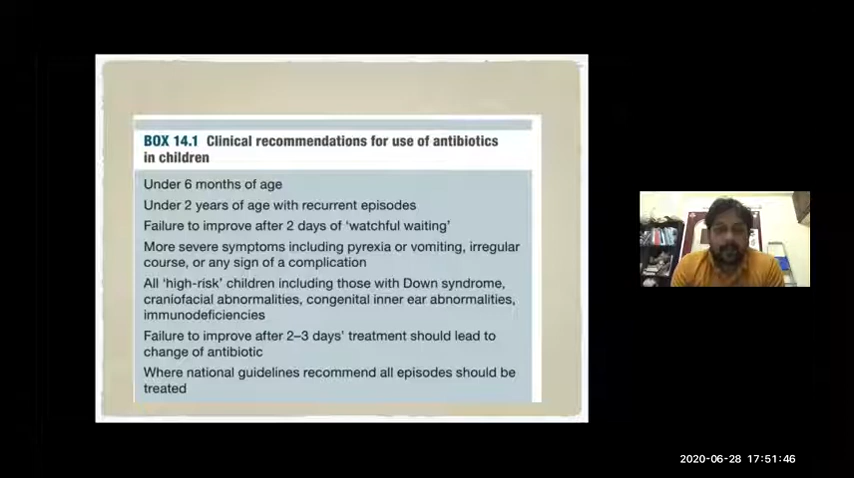 BOX 14.1 Clinical recommendations for use of antibiotics
in children
Under 6 months of age
Under 2 years of age with recurrent episodes
Failure to improve after 2 days of ‘watchful waiting’
More severe symptoms including pyrexia or vomiting, irregular
course, or any sign of a complication
All ‘high-risk’ children including those with Down syndrome,
craniofacial abnormalities, congenital inner ear abnormalities,
immunodeficiencies
Failure to improve after 2–3 days’ treatment should lead to
change of antibiotic
Where national guidelines recommend all episodes should be
treated
2020-06-28 17:51:46